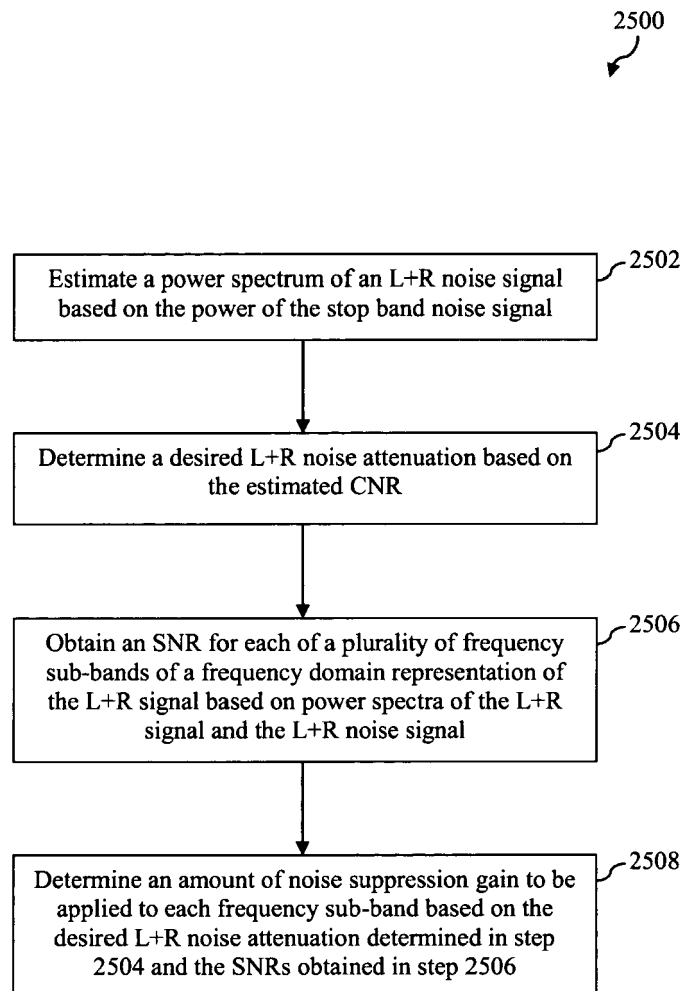 2500
2502
Estimate a power spectrum of an L+R noise signal
based on the power of the stop band noise signal
2504
Determine a desired L+R noise attenuation based on
the estimated CNR
2506
Obtain an SNR for each of a plurality of frequency
sub-bands of a frequency domain representation of
the L+R signal based on power spectra of the L+R
signal and the L+R noise signal
2508
Determine an amount of noise suppression gain to be
applied to each frequency sub-band based on the
desired L+R noise attenuation determined in step
2504 and the SNRs obtained in step 2506